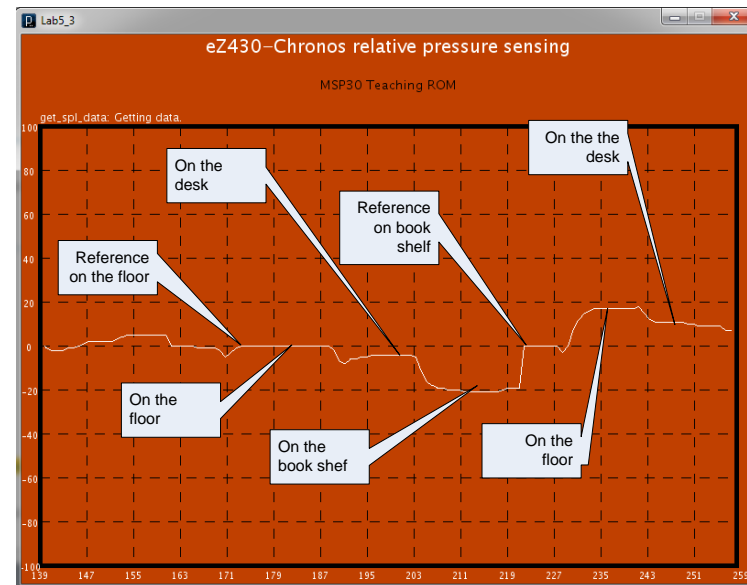 Lab5_3
eZ430-Chronos relative pressure sensing
MSP30 Teaching ROM
get_spl_data: Getting data.
100
80
60
40
20
0
-20
-40
-60
-80
-100
139 147 155 163 171 179 187 195 203 211 219 227 235 243 251 259
Reference
on the floor
On the
desk
Reference
on book
shelf
On the the
desk
On the
floor
On the
book shef
On the
floor